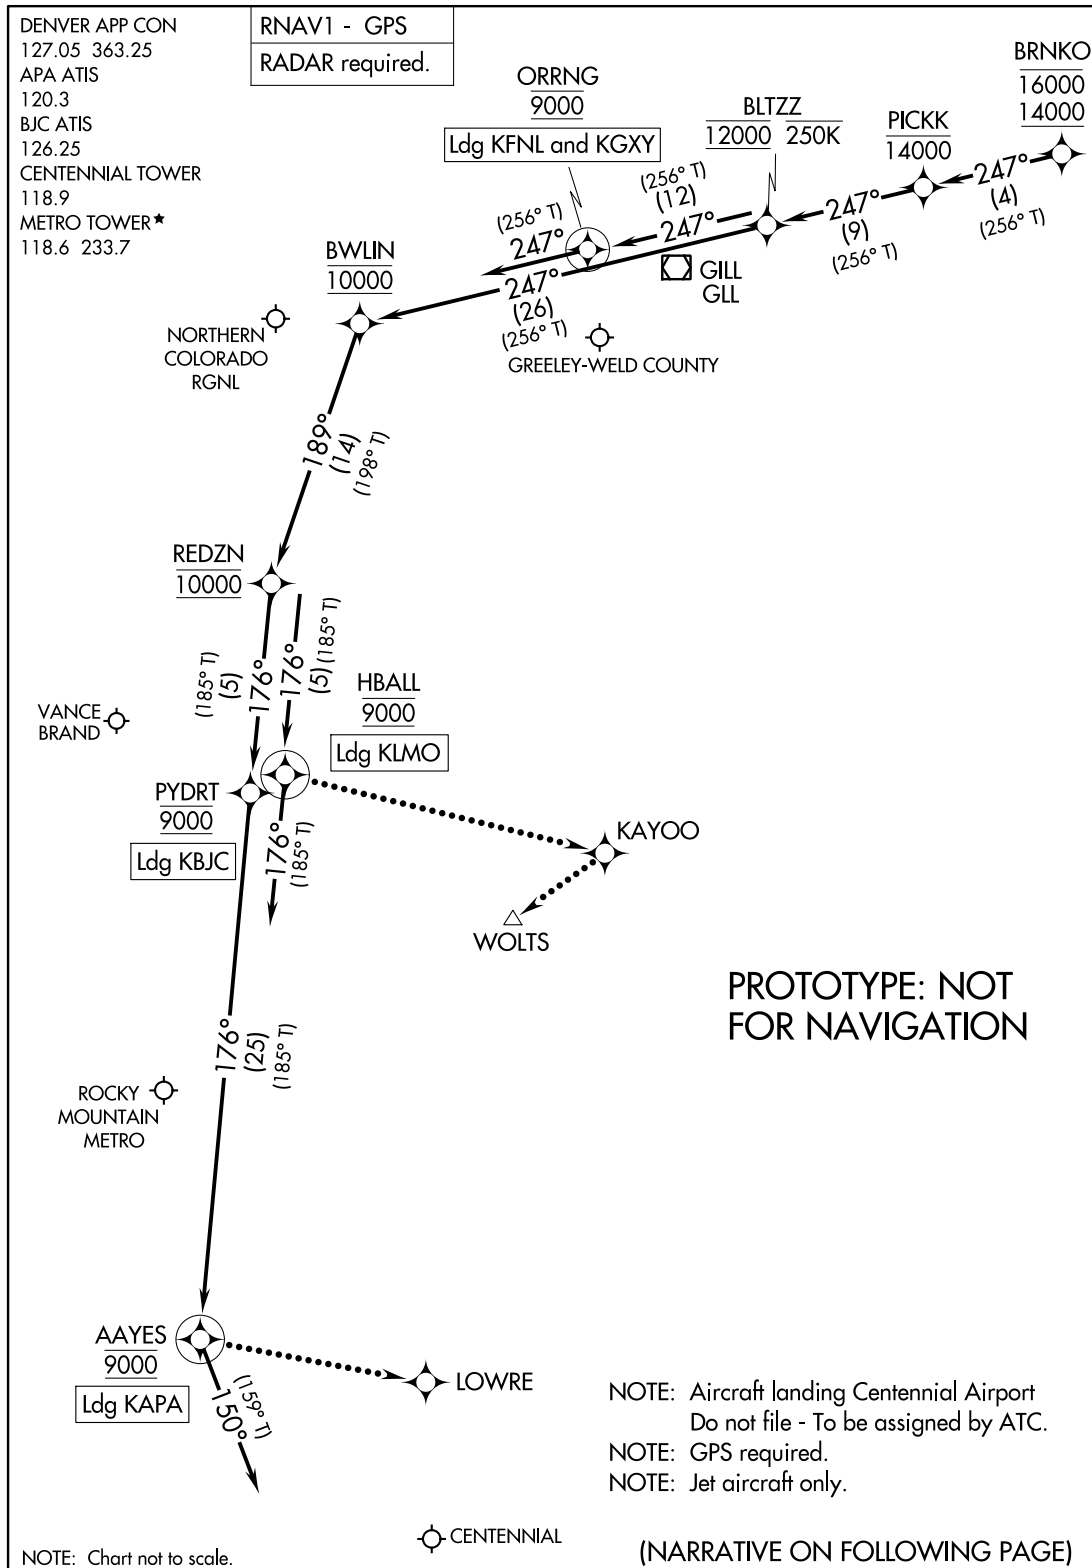 DENVER APP CON
127.05 363.25
APA ATIS
120.3
BJC ATIS
126.25
CENTENNIAL TOWER
118.9
METRO TOWER★
118.6 233.7
RNAV1 - GPS
RADAR required.
ORRNG
9000
Ldg KFNL and KGXY
BLTZZ
12000 250K
PICKK
14000
BRNKO
16000
14000
247°
(4)
(256° T)
247°
(9)
(256° T)
(256° T)
(12)
247°
(256° T)
247°
247°
(26)
(256° T)
GILL
GLL
BWLIN
10000
NORTHERN
COLORADO
RGNL
GREELEY-WELD COUNTY
189°
(14)
(198° T)
REDZN
10000
(185° T)
(5)
176°
176°
(5)
(185° T)
VANCE
BRAND
HBALL
9000
Ldg KLMO
PYDRT
9000
Ldg KBJC
176°
(185° T)
KAYOO
WOLTS
PROTOTYPE: NOT
FOR NAVIGATION
176°
(25)
(185° T)
ROCKY
MOUNTAIN
METRO
AAYES
9000
Ldg KAPA
(159° T)
150°
LOWRE
NOTE: Aircraft landing Centennial Airport
Do not file - To be assigned by ATC.
NOTE: GPS required.
NOTE: Jet aircraft only.
CENTENNIAL
NOTE: Chart not to scale.
(NARRATIVE ON FOLLOWING PAGE)